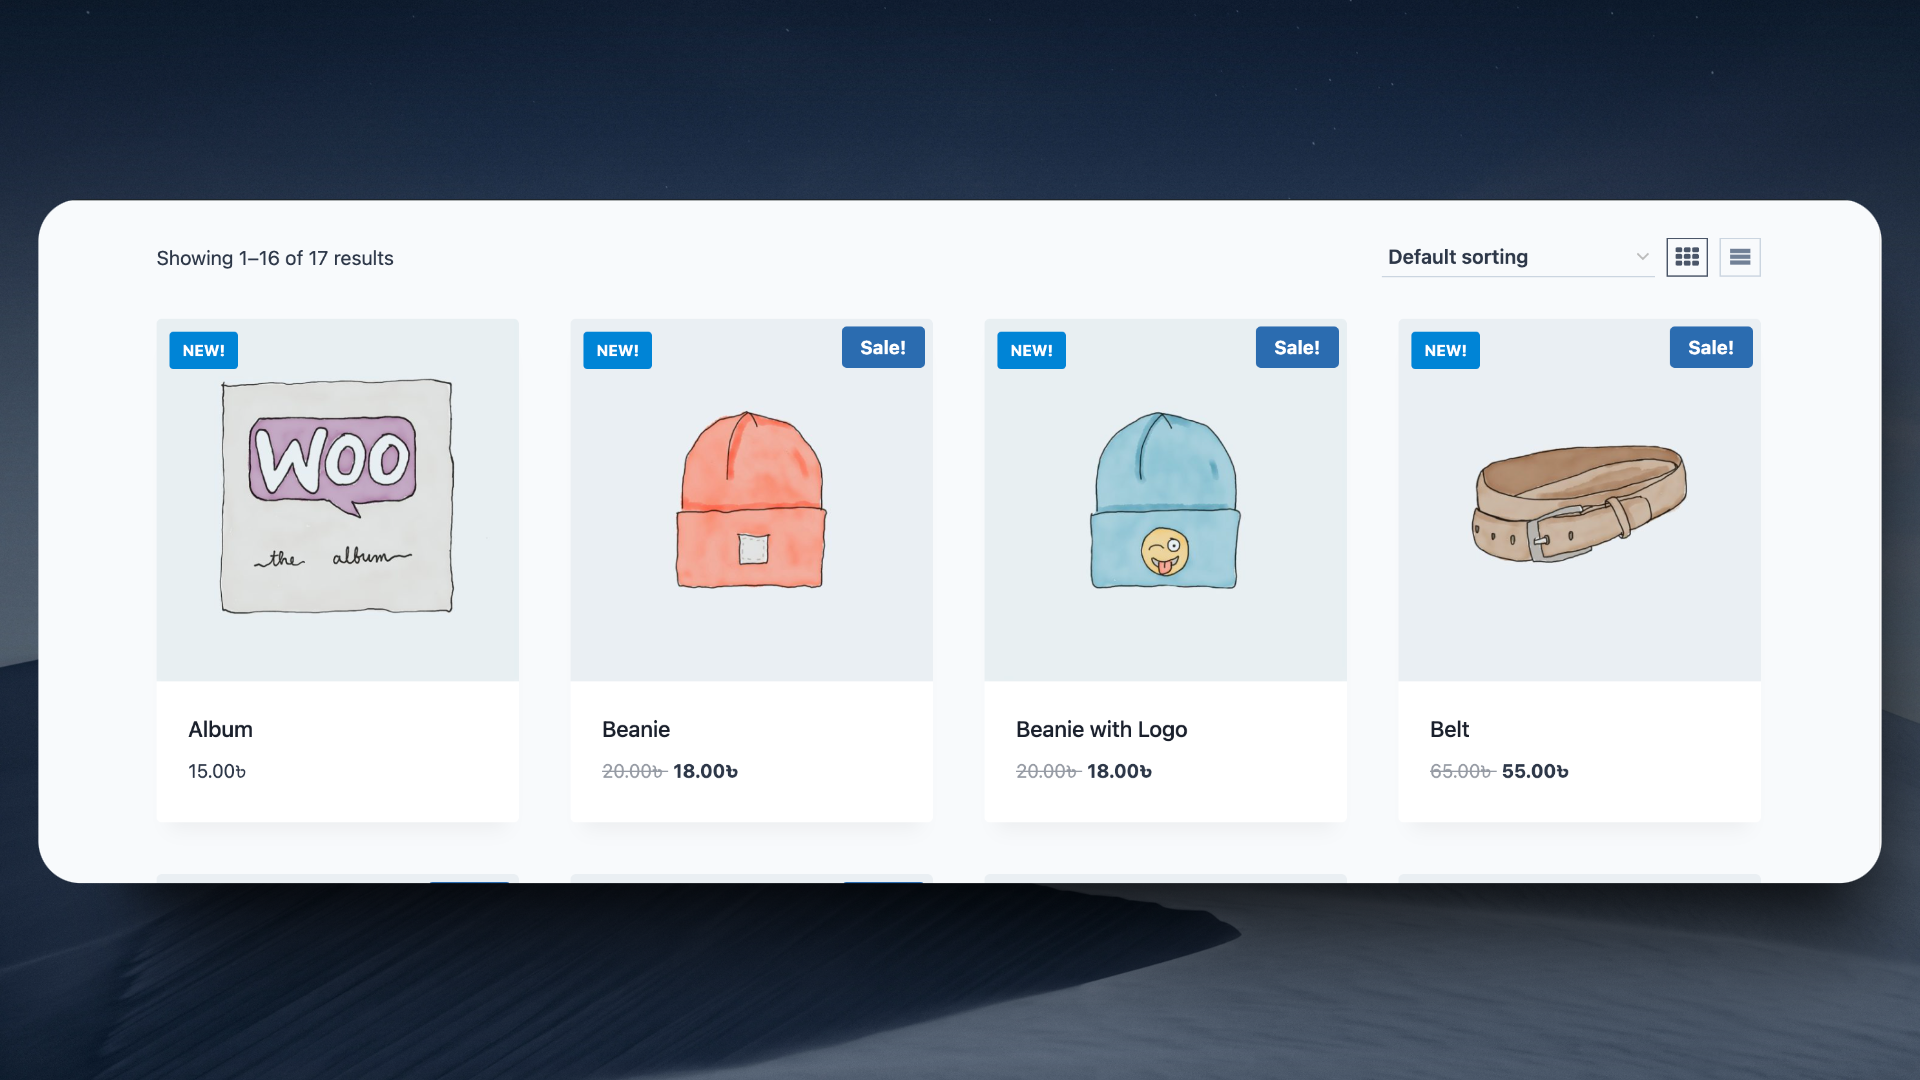 Showing 1–16 of 17 results
Default sorting
NEW!
WOO
the album
Album
15.00৳
NEW!
Sale!
Beanie
20.00৳ 18.00৳
NEW!
Sale!
Beanie with Logo
20.00৳ 18.00৳
NEW!
Sale!
Belt
65.00৳ 55.00৳